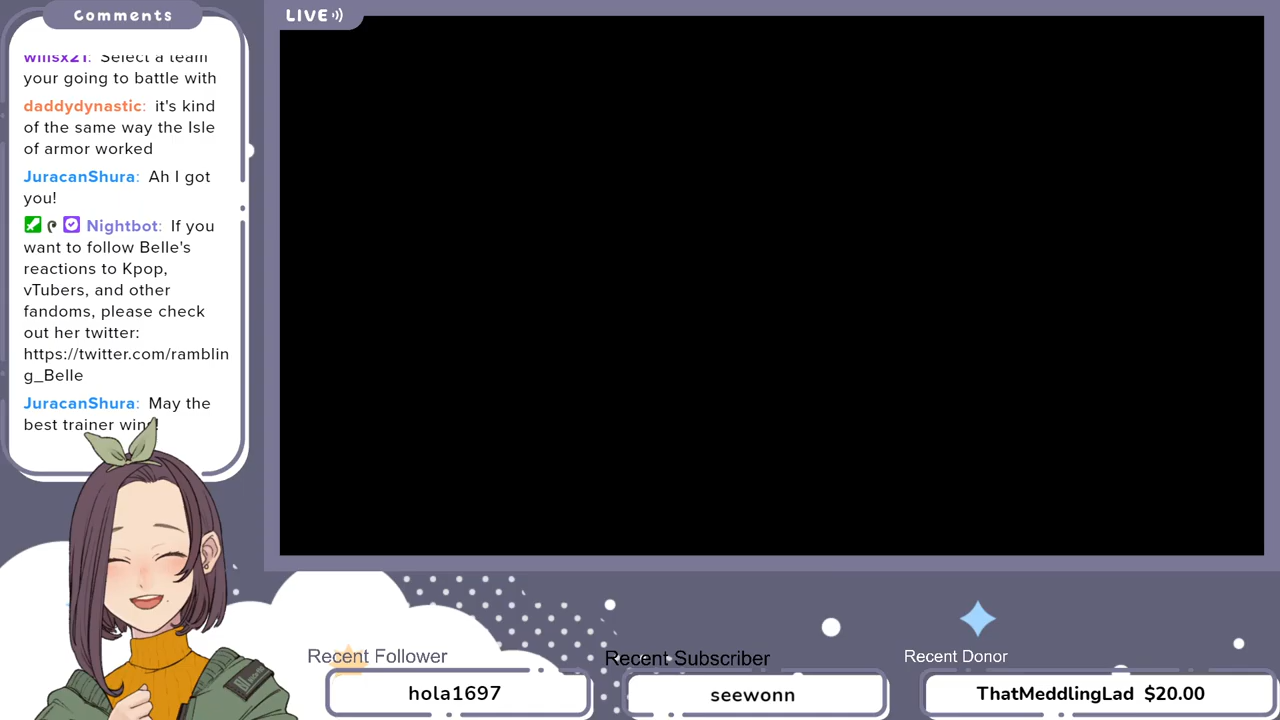 Comments
LIVE
willsx21: Select a team
your going to battle with
daddydynastic: it's kind
of the same way the Isle
of armor worked
JuracanShura: Ah I got
you!
Nightbot: If you
want to follow Belle's
reactions to Kpop,
vTubers, and other
fandoms, please check
out her twitter:
https://twitter.com/ramblin
g_Belle
JuracanShura: May the
best trainer wins!
Recent Follower
hola1697
Recent Subscriber
seewonn
Recent Donor
ThatMeddlingLad $20.00